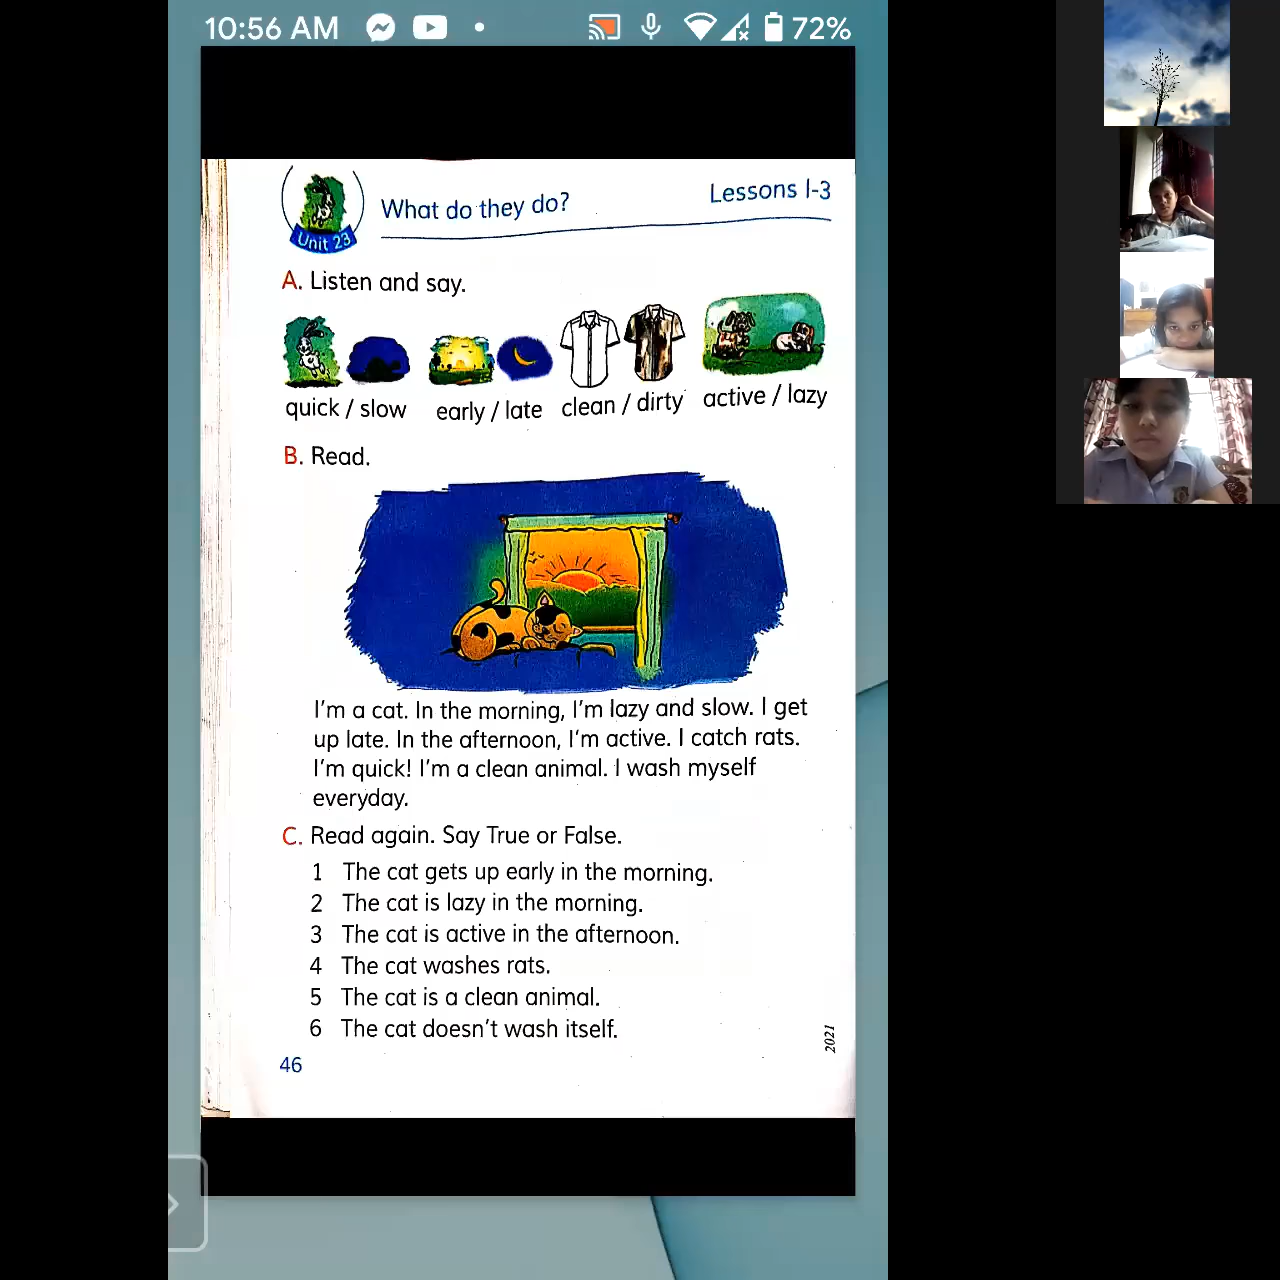 10:56 AM
72%
What do they do?
Lessons 1-3
Unit 23
A. Listen and say.
quick / slow early / late clean / dirty active / lazy
B. Read.
I'm a cat. In the morning, I'm lazy and slow. I get
up late. In the afternoon, I'm active. I catch rats.
I'm quick! I'm a clean animal. I wash myself
everyday.
C. Read again. Say True or False.
1 The cat gets up early in the morning.
2 The cat is lazy in the morning.
3 The cat is active in the afternoon.
4 The cat washes rats.
5 The cat is a clean animal.
6 The cat doesn't wash itself.
2021
46